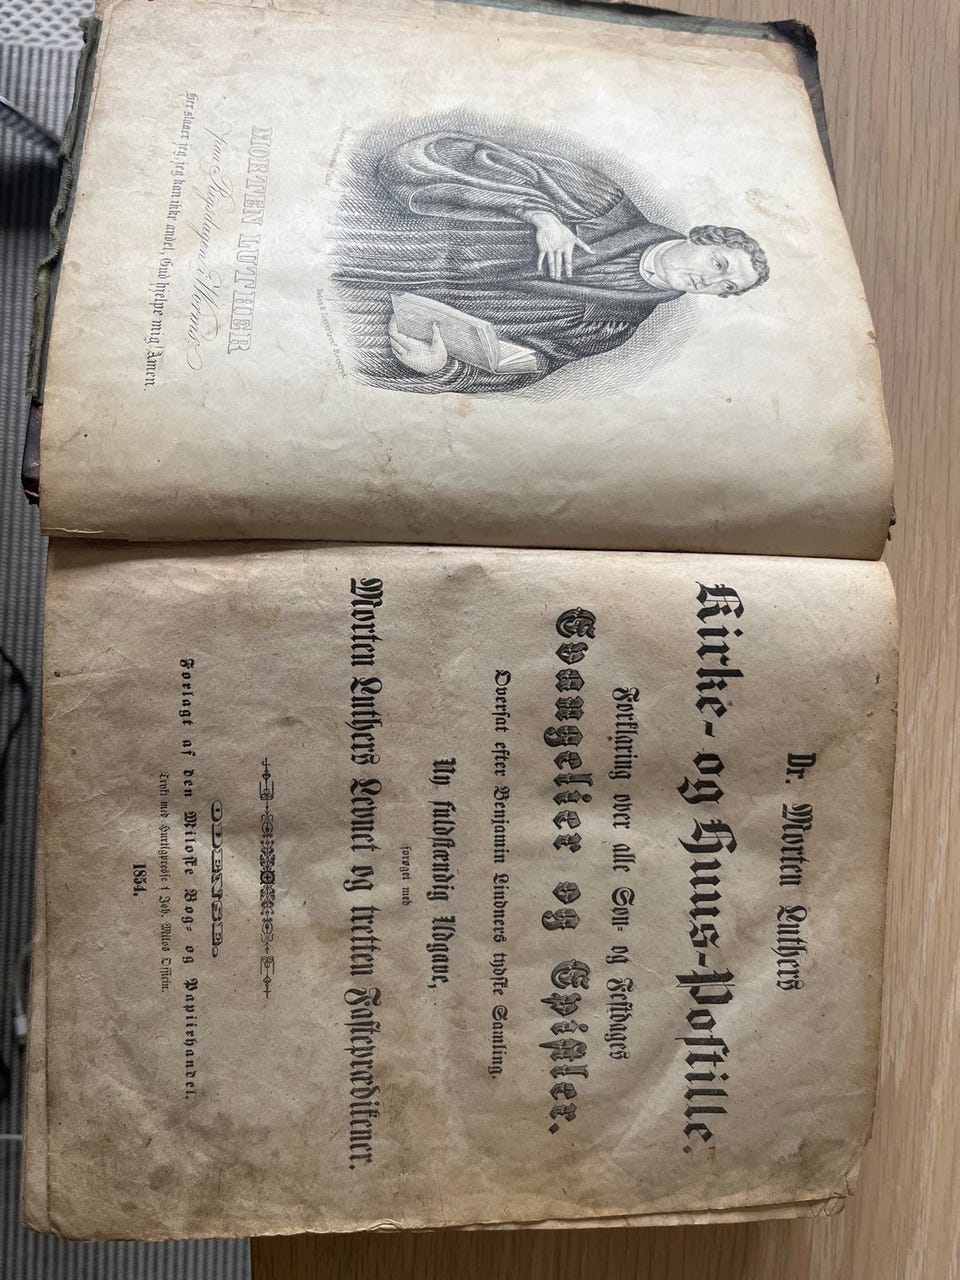 MORTEN LUTHER
paa Rigsdagen i Worms.
Her staaer jeg, jeg kan ikke andet, Gud hjelpe mig! Amen.
Dr. Morten Luthers
Kirke- og Huus-Postille.
Forklaring over alle Søn- og Festdages
Evangelier og Epistler.
Oversat efter Benjamin Lindners tydske Samling.
Ny fuldstændig Udgave,
forøget med
Morten Luthers Levnet og tretten Fasteprædikener.
ODENSE.
Forlagt af den Miloske Bog- og Papiirhandel.
Trykt med Hurtigpresse i Joh. Milos Officin.
1854.